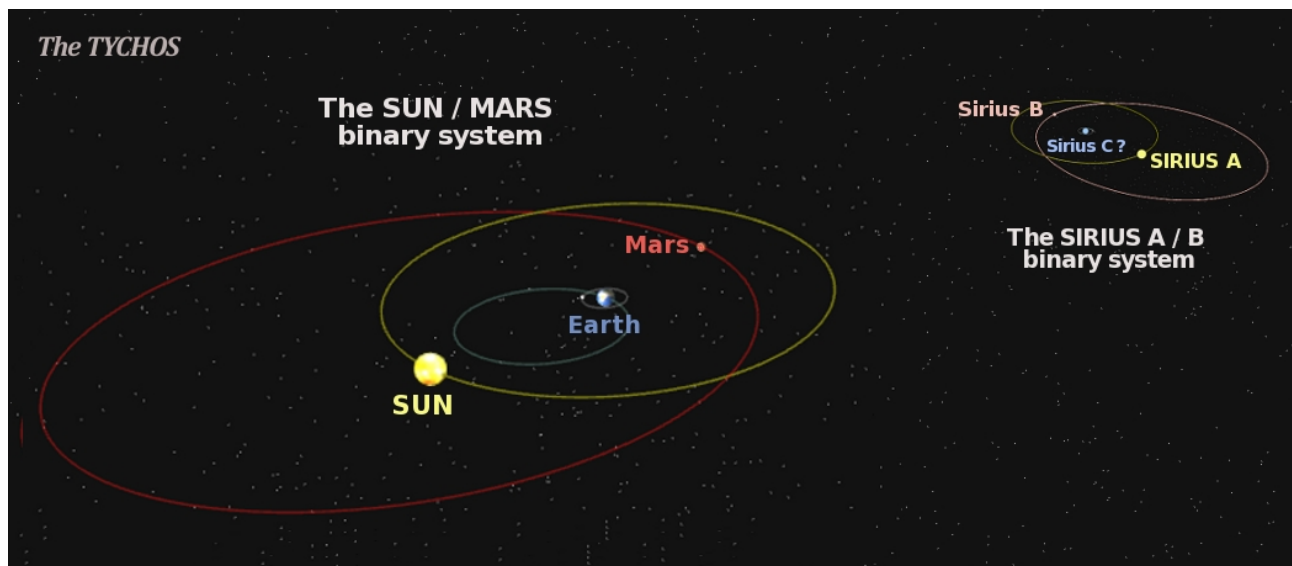 The TYCHOS
The SUN / MARS
binary system
Mars
Earth
SUN
Sirius B
Sirius C ?
SIRIUS A
The SIRIUS A / B
binary system